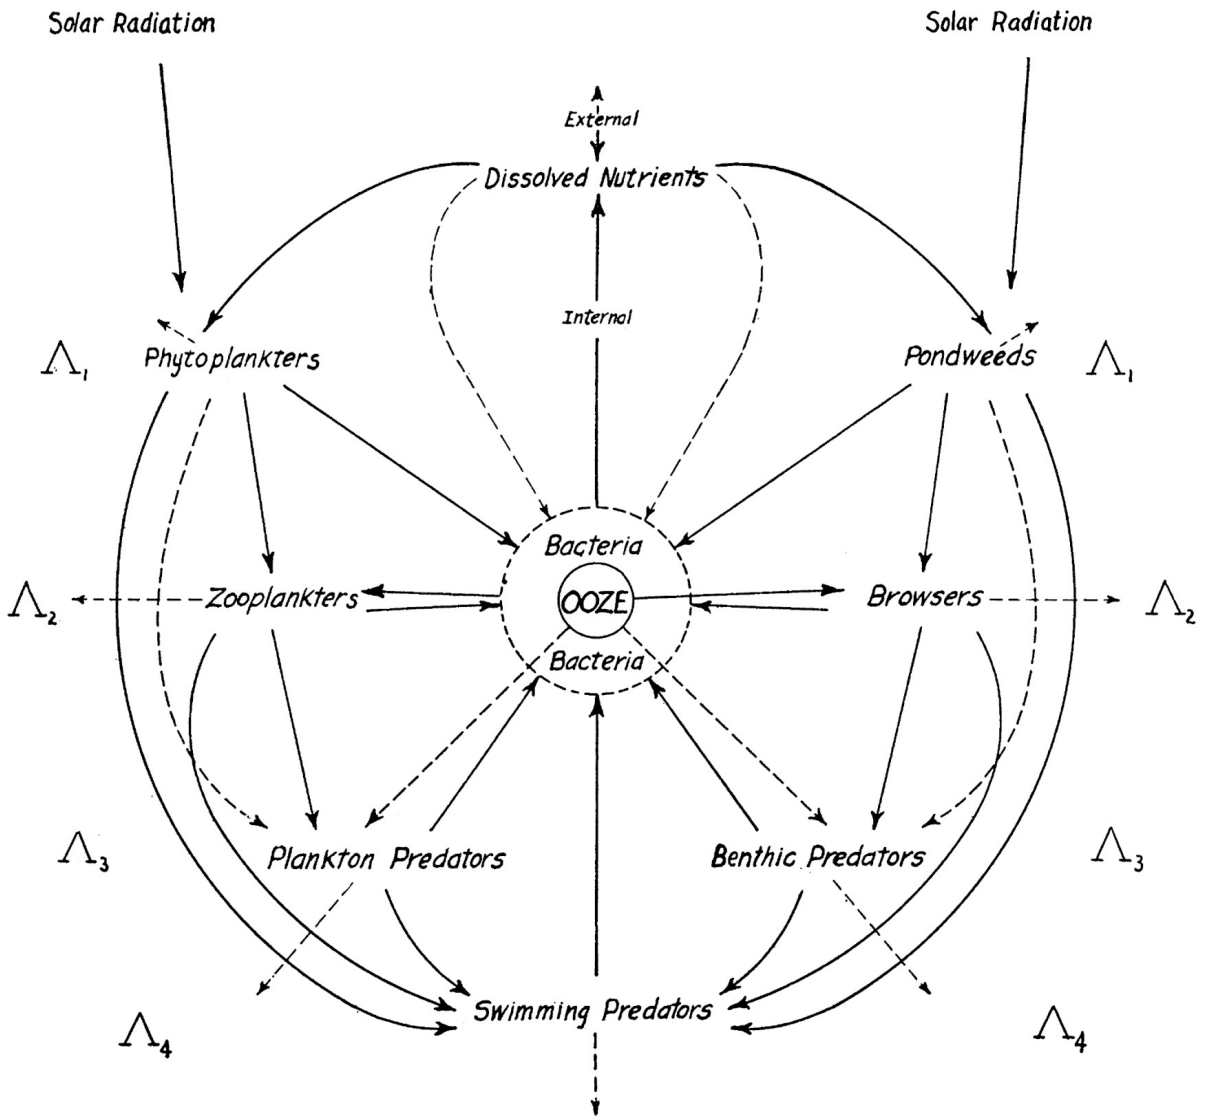 Solar Radiation
Solar Radiation
External
Dissolved Nutrients
Internal
Λ₁
Phytoplankters
Pondweeds
Λ₁
Bacteria
Λ₂
Zooplankters
OOZE
Browsers
Λ₂
Bacteria
Λ₃
Plankton Predators
Benthic Predators
Λ₃
Swimming Predators
Λ₄
Λ₄